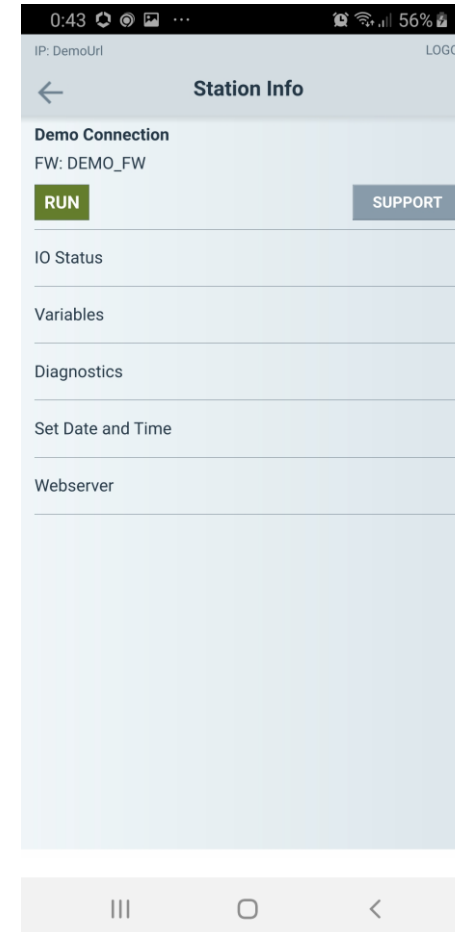 0:43 ... 56%
IP: DemoUrl LOGO
Station Info
Demo Connection
FW: DEMO_FW
RUN SUPPORT
IO Status
Variables
Diagnostics
Set Date and Time
Webserver